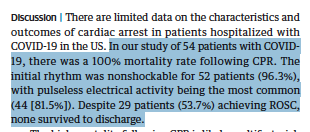 Discussion | There are limited data on the characteristics and
outcomes of cardiac arrest in patients hospitalized with
COVID-19 in the US. In our study of 54 patients with COVID-
19, there was a 100% mortality rate following CPR. The
initial rhythm was nonshockable for 52 patients (96.3%),
with pulseless electrical activity being the most common
(44 [81.5%]). Despite 29 patients (53.7%) achieving ROSC,
none survived to discharge.